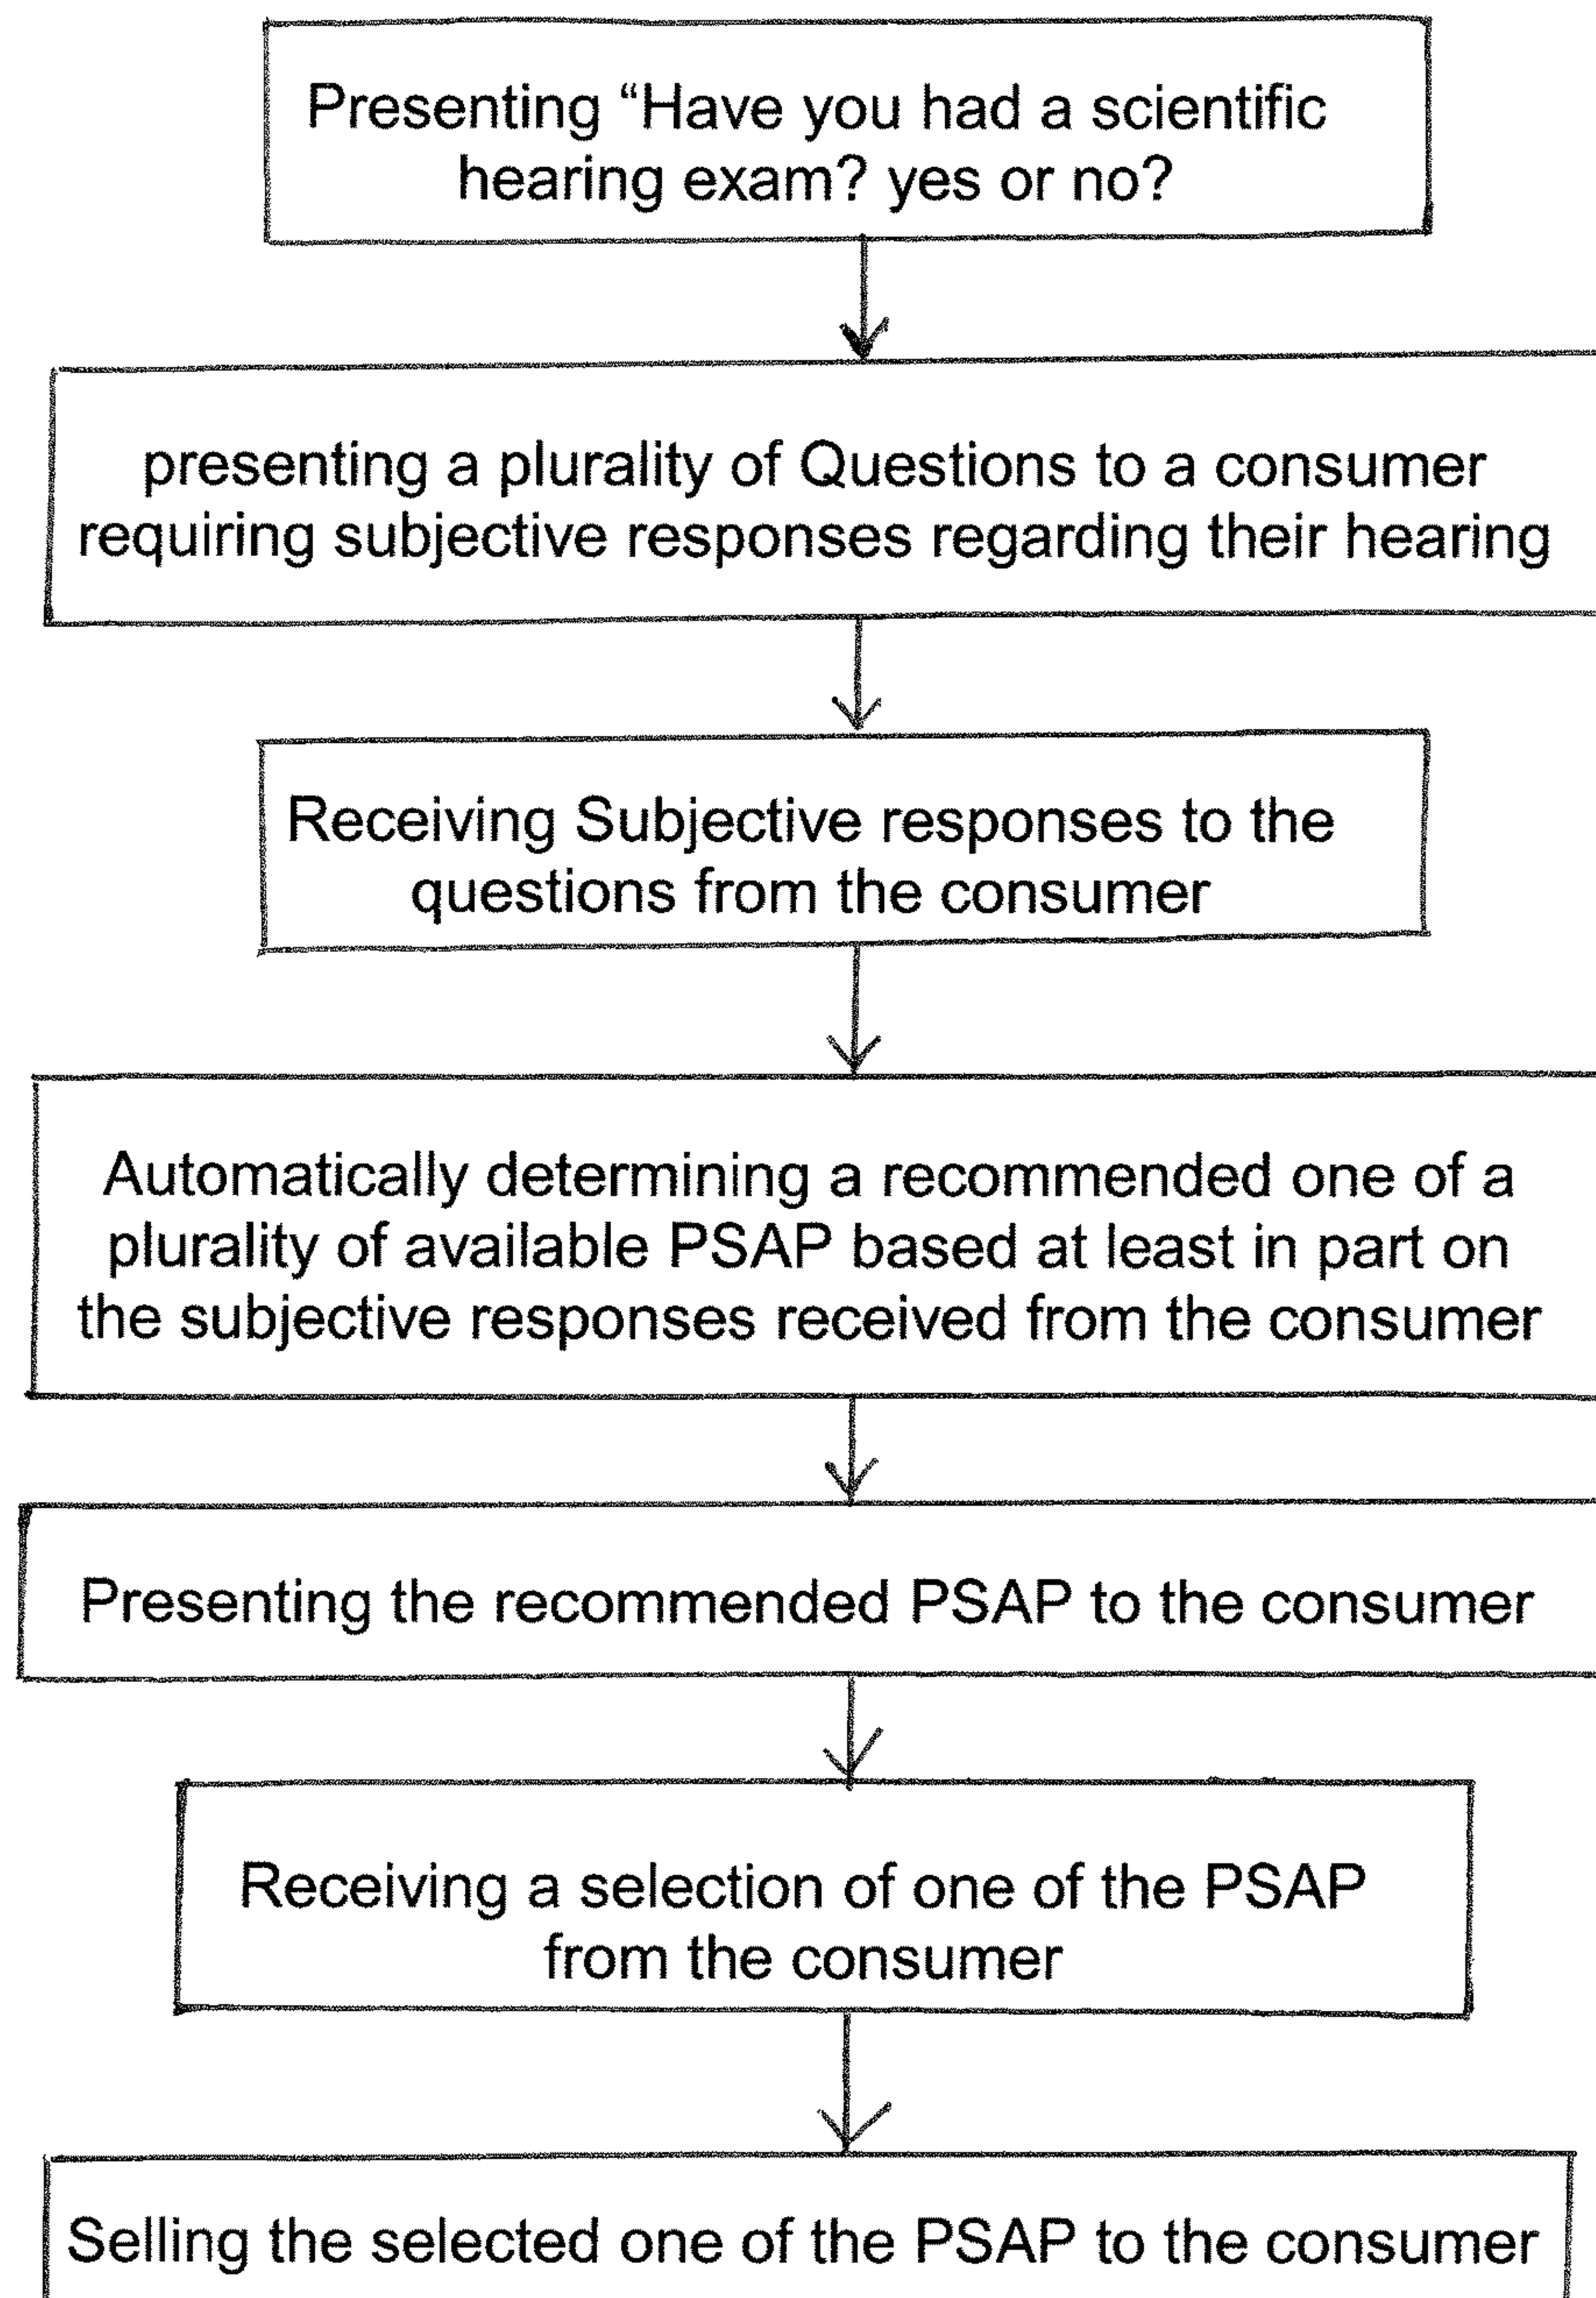 Presenting “Have you had a scientific
hearing exam? yes or no?
presenting a plurality of Questions to a consumer
requiring subjective responses regarding their hearing
Receiving Subjective responses to the
questions from the consumer
Automatically determining a recommended one of a
plurality of available PSAP based at least in part on
the subjective responses received from the consumer
Presenting the recommended PSAP to the consumer
Receiving a selection of one of the PSAP
from the consumer
Selling the selected one of the PSAP to the consumer